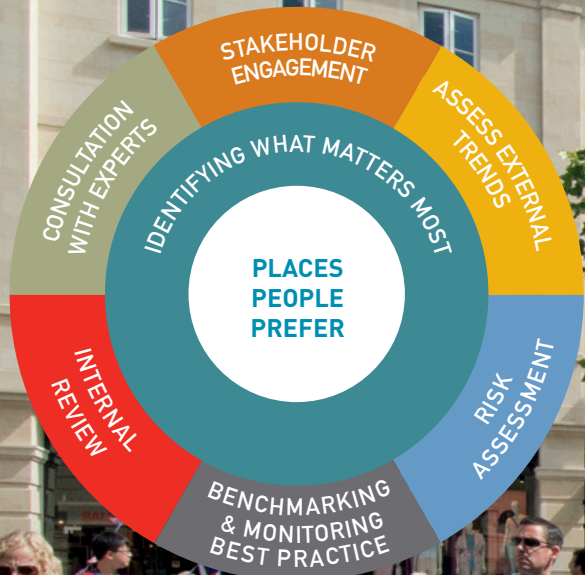 STAKEHOLDER
ENGAGEMENT
ASSESS EXTERNAL
TRENDS
RISK
ASSESSMENT
BENCHMARKING
& MONITORING
BEST PRACTICE
INTERNAL
REVIEW
CONSULTATION
WITH EXPERTS
IDENTIFYING WHAT MATTERS MOST
PLACES
PEOPLE
PREFER